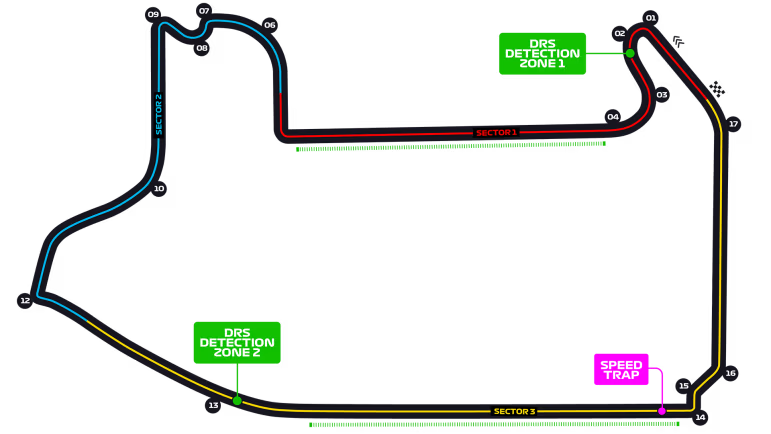 09
07
08
06
02
01
DRS
DETECTION
ZONE 1
03
04
17
SECTOR 1
SECTOR 2
10
12
DRS
DETECTION
ZONE 2
13
SPEED
TRAP
16
15
14
SECTOR 3